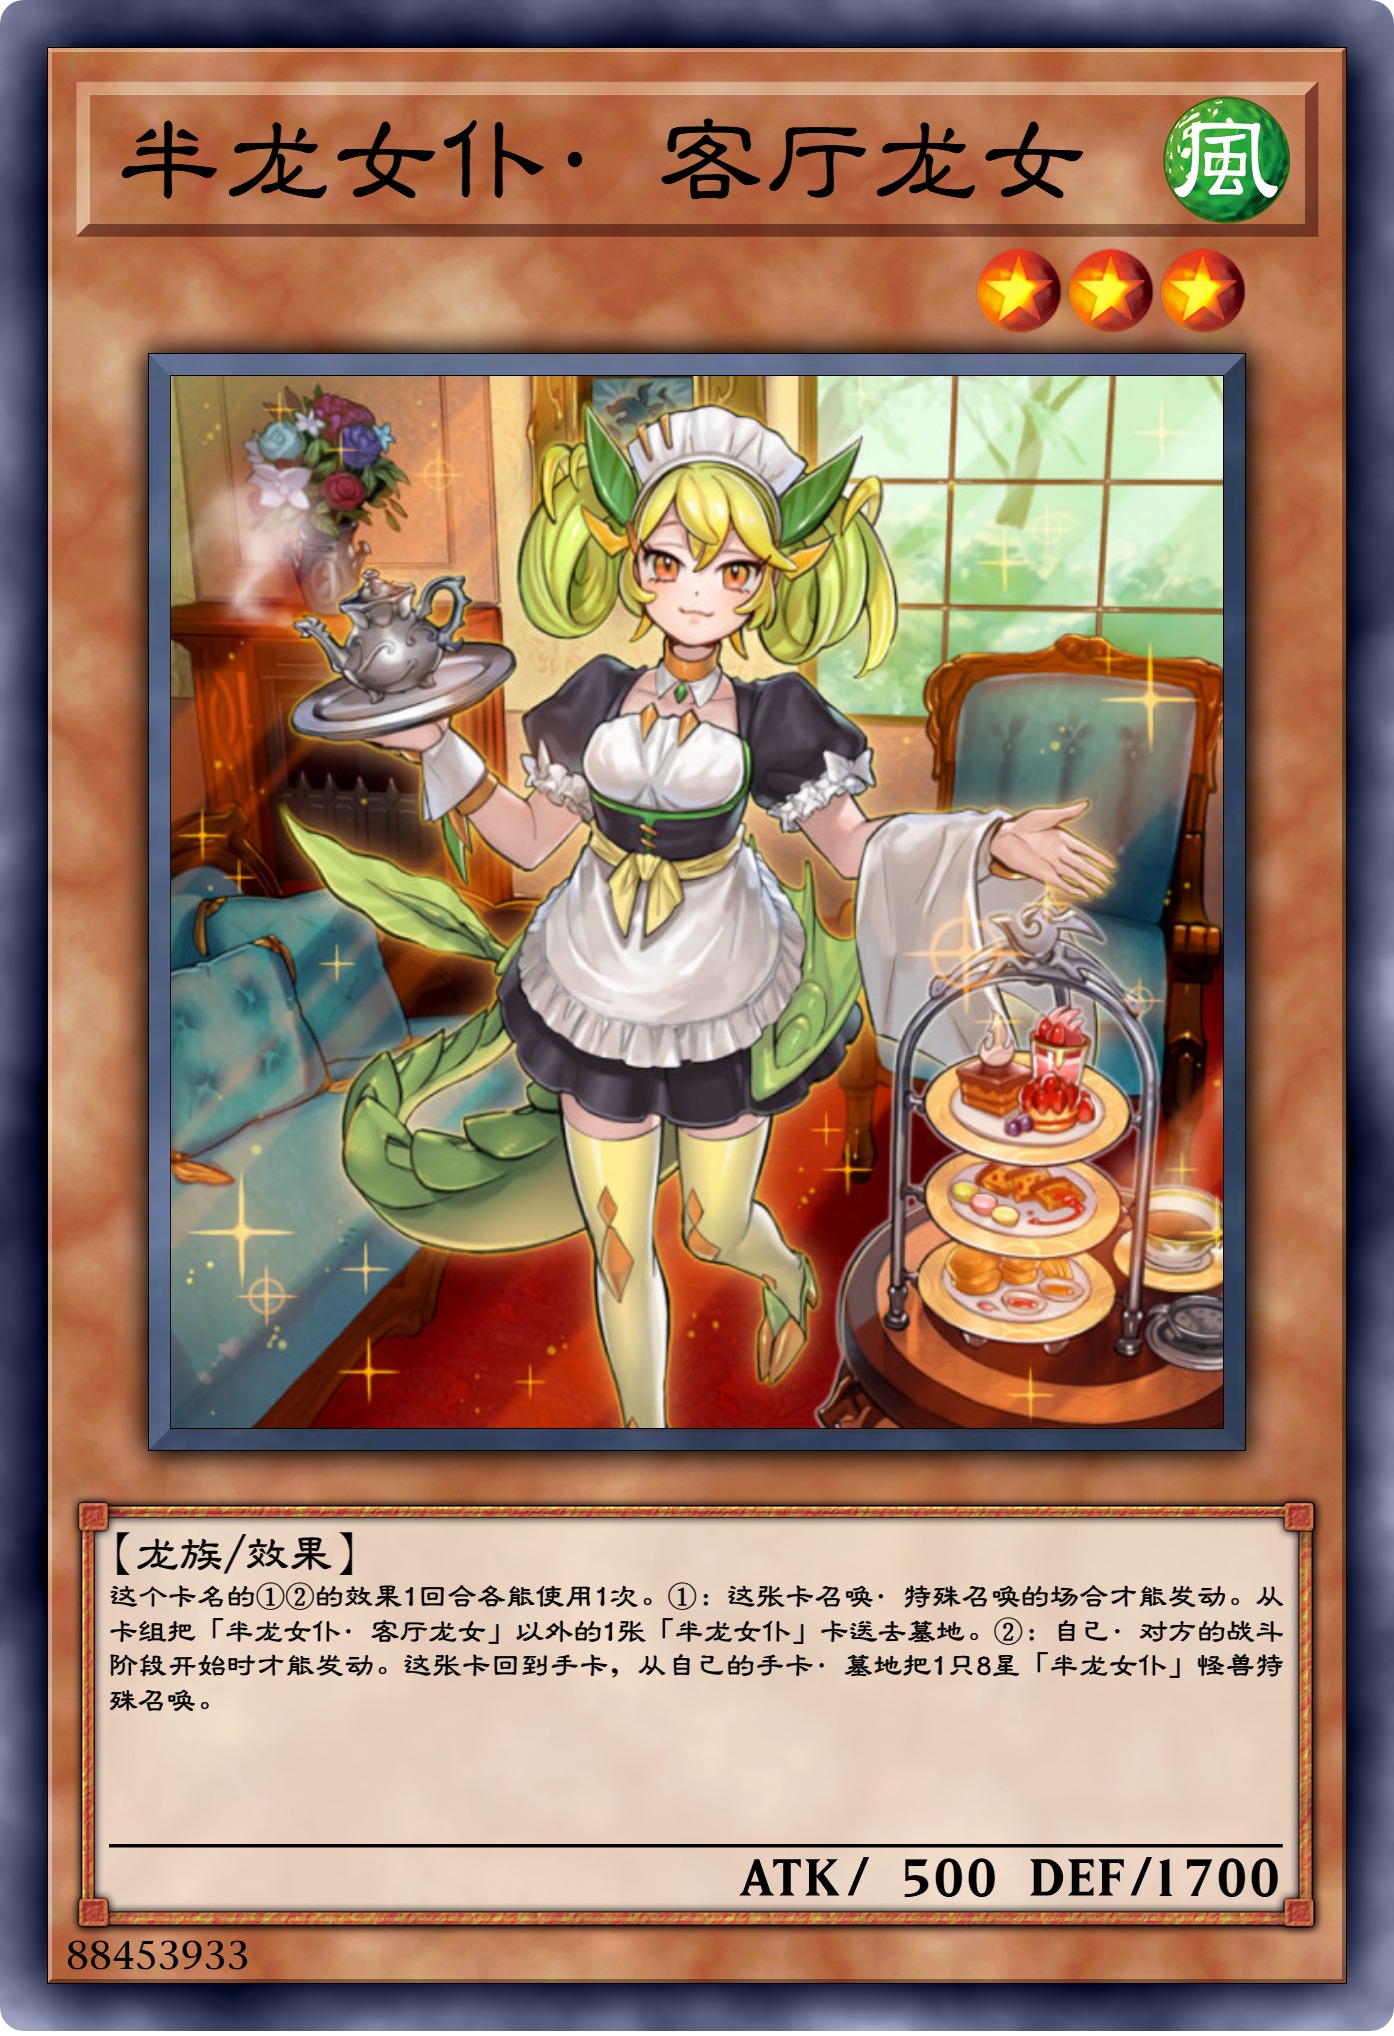 半龙女仆·客厅龙女
風
【龙族/效果】
这个卡名的①②的效果1回合各能使用1次。①：这张卡召唤·特殊召唤的场合才能发动。从
卡组把「半龙女仆·客厅龙女」以外的1张「半龙女仆」卡送去墓地。②：自己·对方的战斗
阶段开始时才能发动。这张卡回到手卡，从自己的手卡·墓地把1只8星「半龙女仆」怪兽特
殊召唤。
ATK/ 500 DEF/1700
88453933